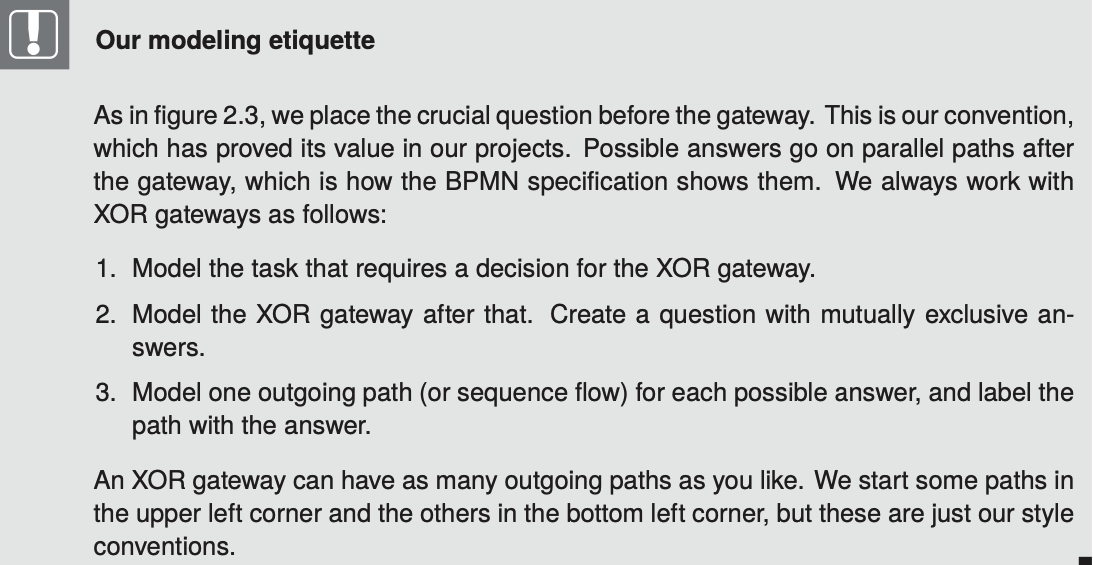 Our modeling etiquette
As in figure 2.3, we place the crucial question before the gateway. This is our convention,
which has proved its value in our projects. Possible answers go on parallel paths after
the gateway, which is how the BPMN specification shows them. We always work with
XOR gateways as follows:
1. Model the task that requires a decision for the XOR gateway.
2. Model the XOR gateway after that. Create a question with mutually exclusive an-
swers.
3. Model one outgoing path (or sequence flow) for each possible answer, and label the
path with the answer.
An XOR gateway can have as many outgoing paths as you like. We start some paths in
the upper left corner and the others in the bottom left corner, but these are just our style
conventions.